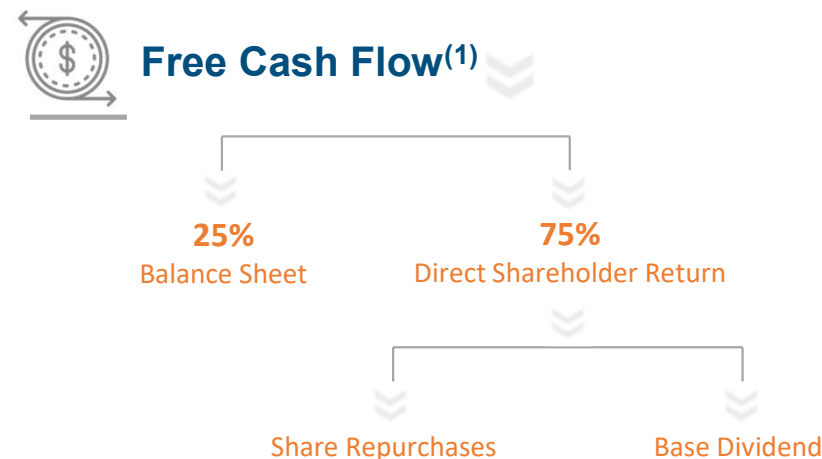 $
Free Cash Flow(1)
25%
75%
Balance Sheet
Direct Shareholder Return
Share Repurchases
Base Dividend